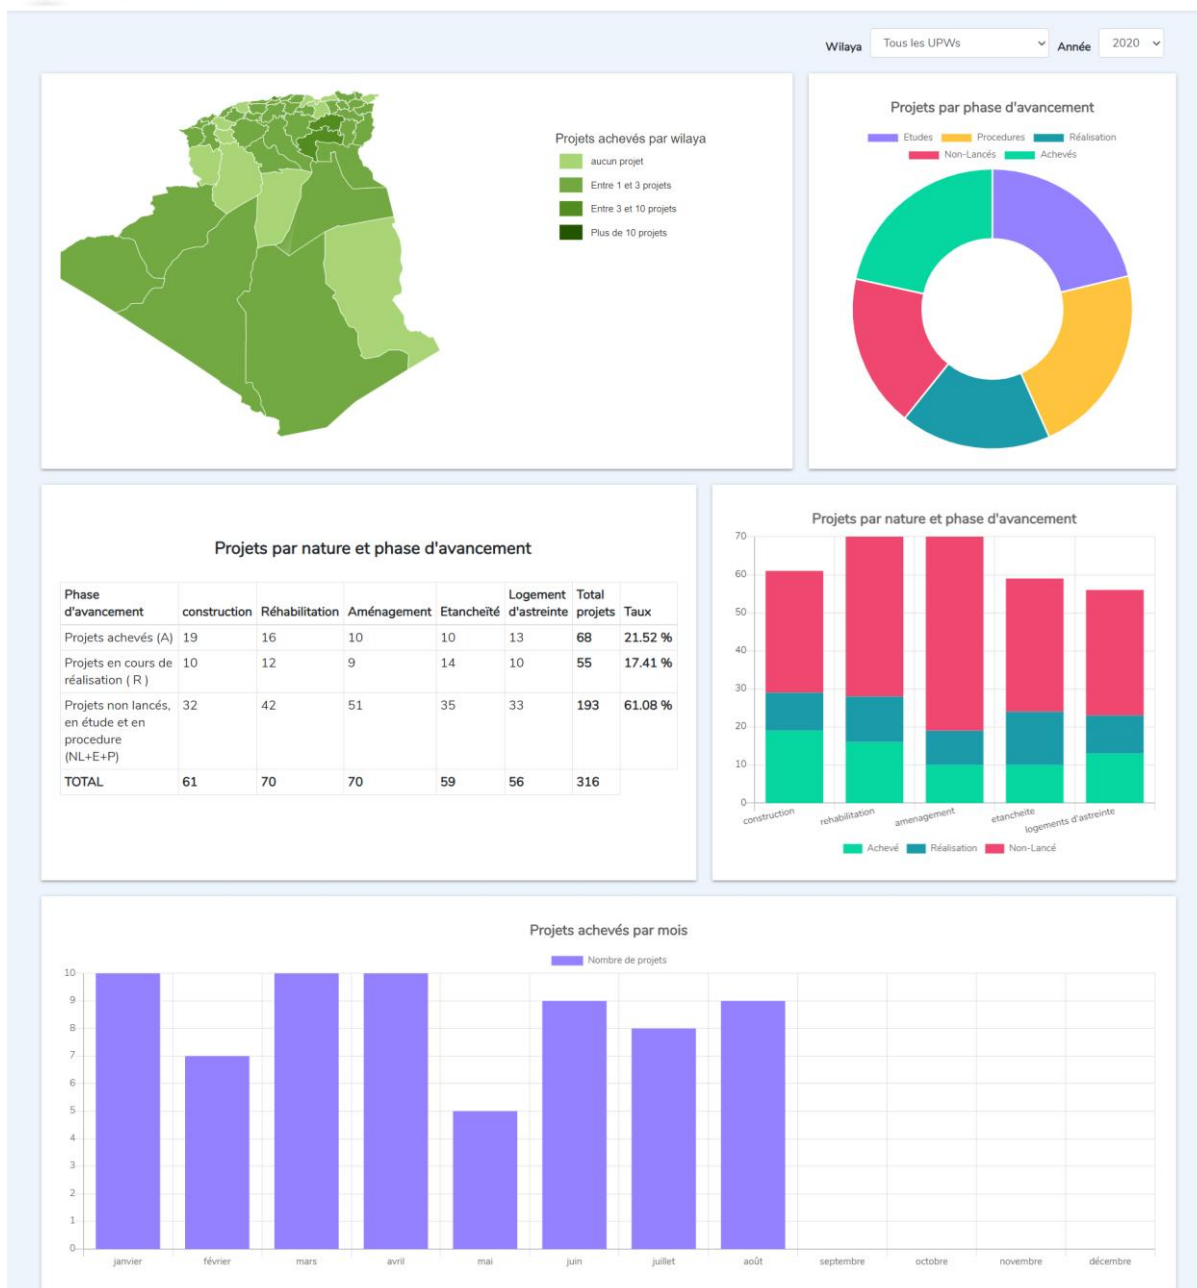 Wilaya Tous les UPWs Année 2020
Projets achevés par wilaya
aucun projet
Entre 1 et 3 projets
Entre 3 et 10 projets
Plus de 10 projets
Projets par phase d'avancement
Etudes Procedures Réalisation
Non-Lancés Achevés
Projets par nature et phase d'avancement
Phase d'avancement construction Réhabilitation Aménagement Etancheïté Logement d'astreinte Total projets Taux
Projets achevés (A) 19 16 10 10 13 68 21.52 %
Projets en cours de réalisation ( R ) 10 12 9 14 10 55 17.41 %
Projets non lancés, en étude et en procedure (NL+E+P) 32 42 51 35 33 193 61.08 %
TOTAL 61 70 70 59 56 316
Projets par nature et phase d'avancement
70
60
50
40
30
20
10
0
construction rehabilitation amenagement etancheite logements d'astreinte
Achevé Réalisation Non-Lancé
Projets achevés par mois
Nombre de projets
10
9
8
7
6
5
4
3
2
1
0
janvier février mars avril mai juin juillet août septembre octobre novembre décembre